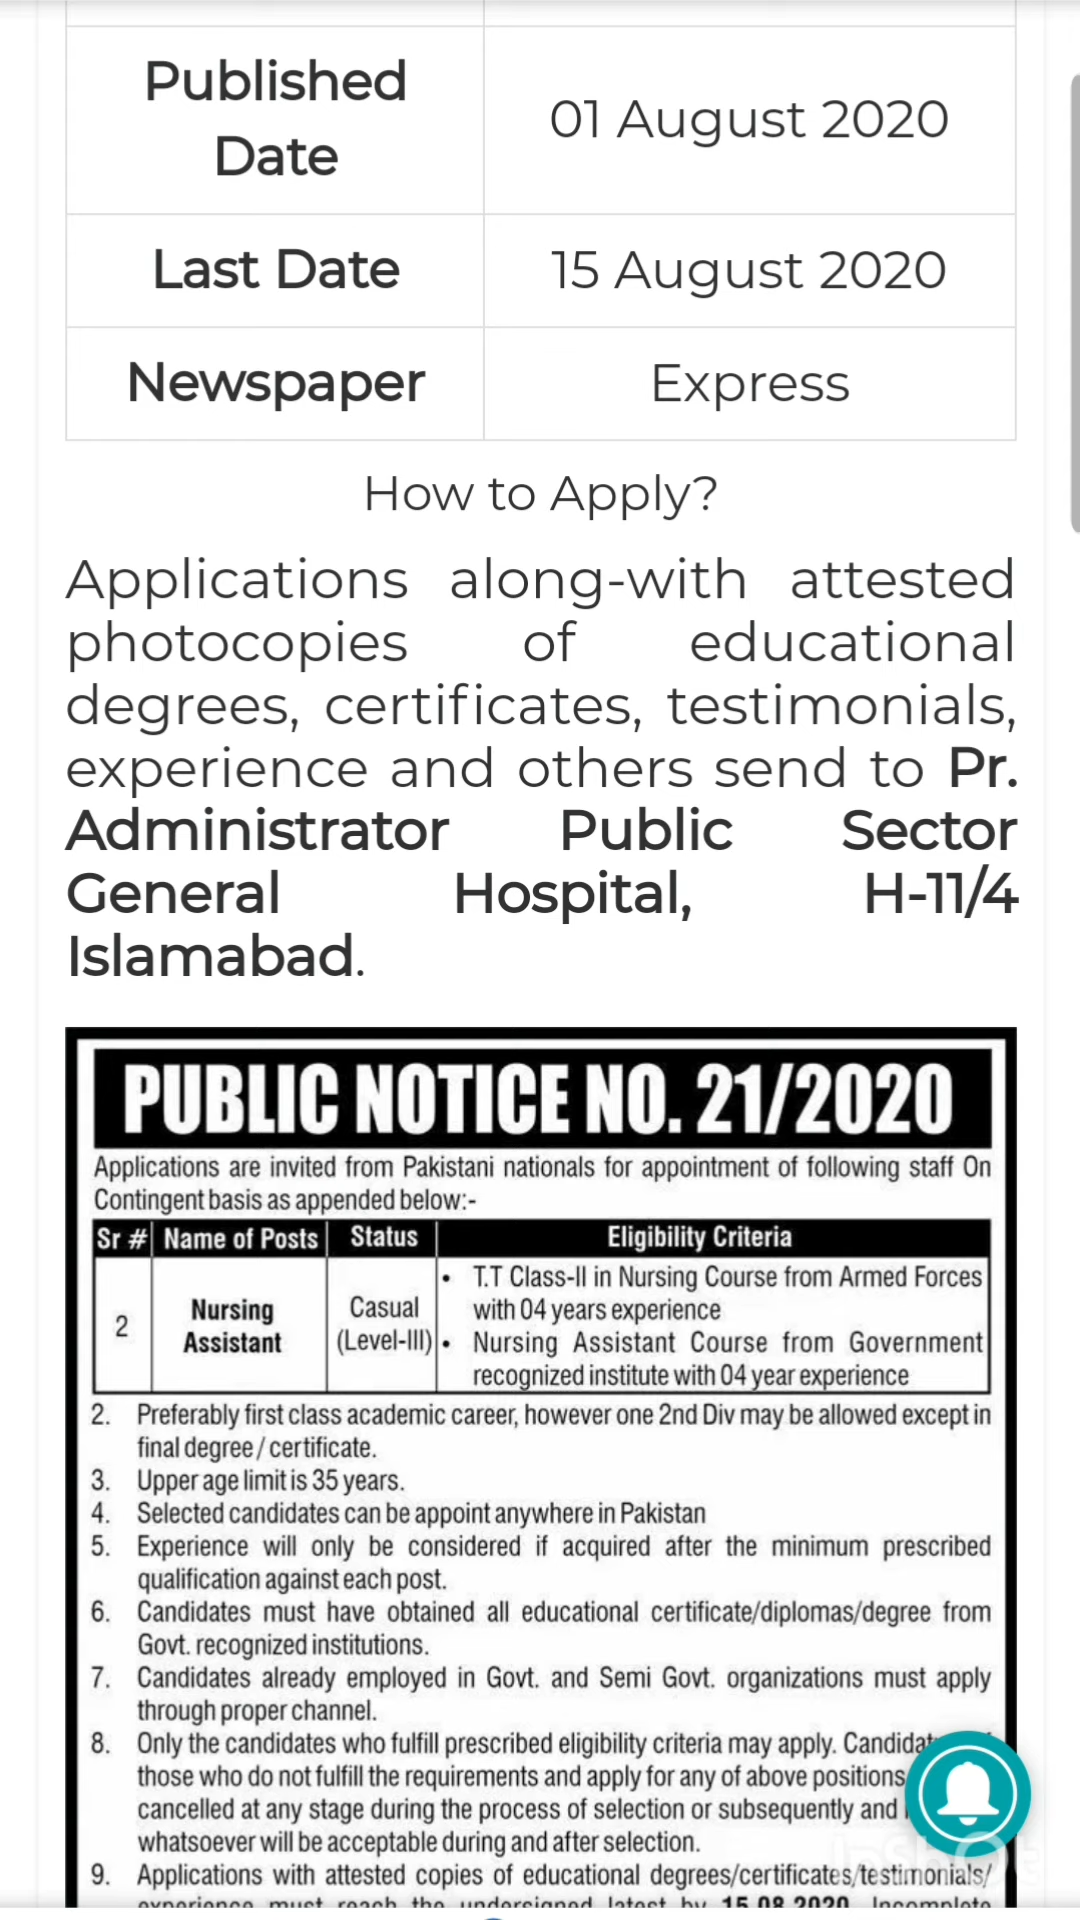 Published
Date
01 August 2020
Last Date
15 August 2020
Newspaper
Express
How to Apply?
Applications along-with attested
photocopies of educational
degrees, certificates, testimonials,
experience and others send to Pr.
Administrator Public Sector
General Hospital, H-11/4
Islamabad.
PUBLIC NOTICE NO. 21/2020
Applications are invited from Pakistani nationals for appointment of following staff On
Contingent basis as appended below:-
Sr # Name of Posts Status Eligibility Criteria
2
Nursing
Assistant
Casual
(Level-III)
• T.T Class-II in Nursing Course from Armed Forces
with 04 years experience
• Nursing Assistant Course from Government
recognized institute with 04 year experience
2. Preferably first class academic career, however one 2nd Div may be allowed except in
final degree / certificate.
3. Upper age limit is 35 years.
4. Selected candidates can be appoint anywhere in Pakistan
5. Experience will only be considered if acquired after the minimum prescribed
qualification against each post.
6. Candidates must have obtained all educational certificate/diplomas/degree from
Govt. recognized institutions.
7. Candidates already employed in Govt. and Semi Govt. organizations must apply
through proper channel.
8. Only the candidates who fulfill prescribed eligibility criteria may apply.
those who do not fulfill the requirements and apply for any of above positions
cancelled at any stage during the process of selection or subsequently and
whatsoever will be acceptable during and after selection.
InShOt
9. Applications with attested copies of educational degrees/certificates/testimonials/
experience must reach the undersigned latest by 15.08.2020. Incomplete